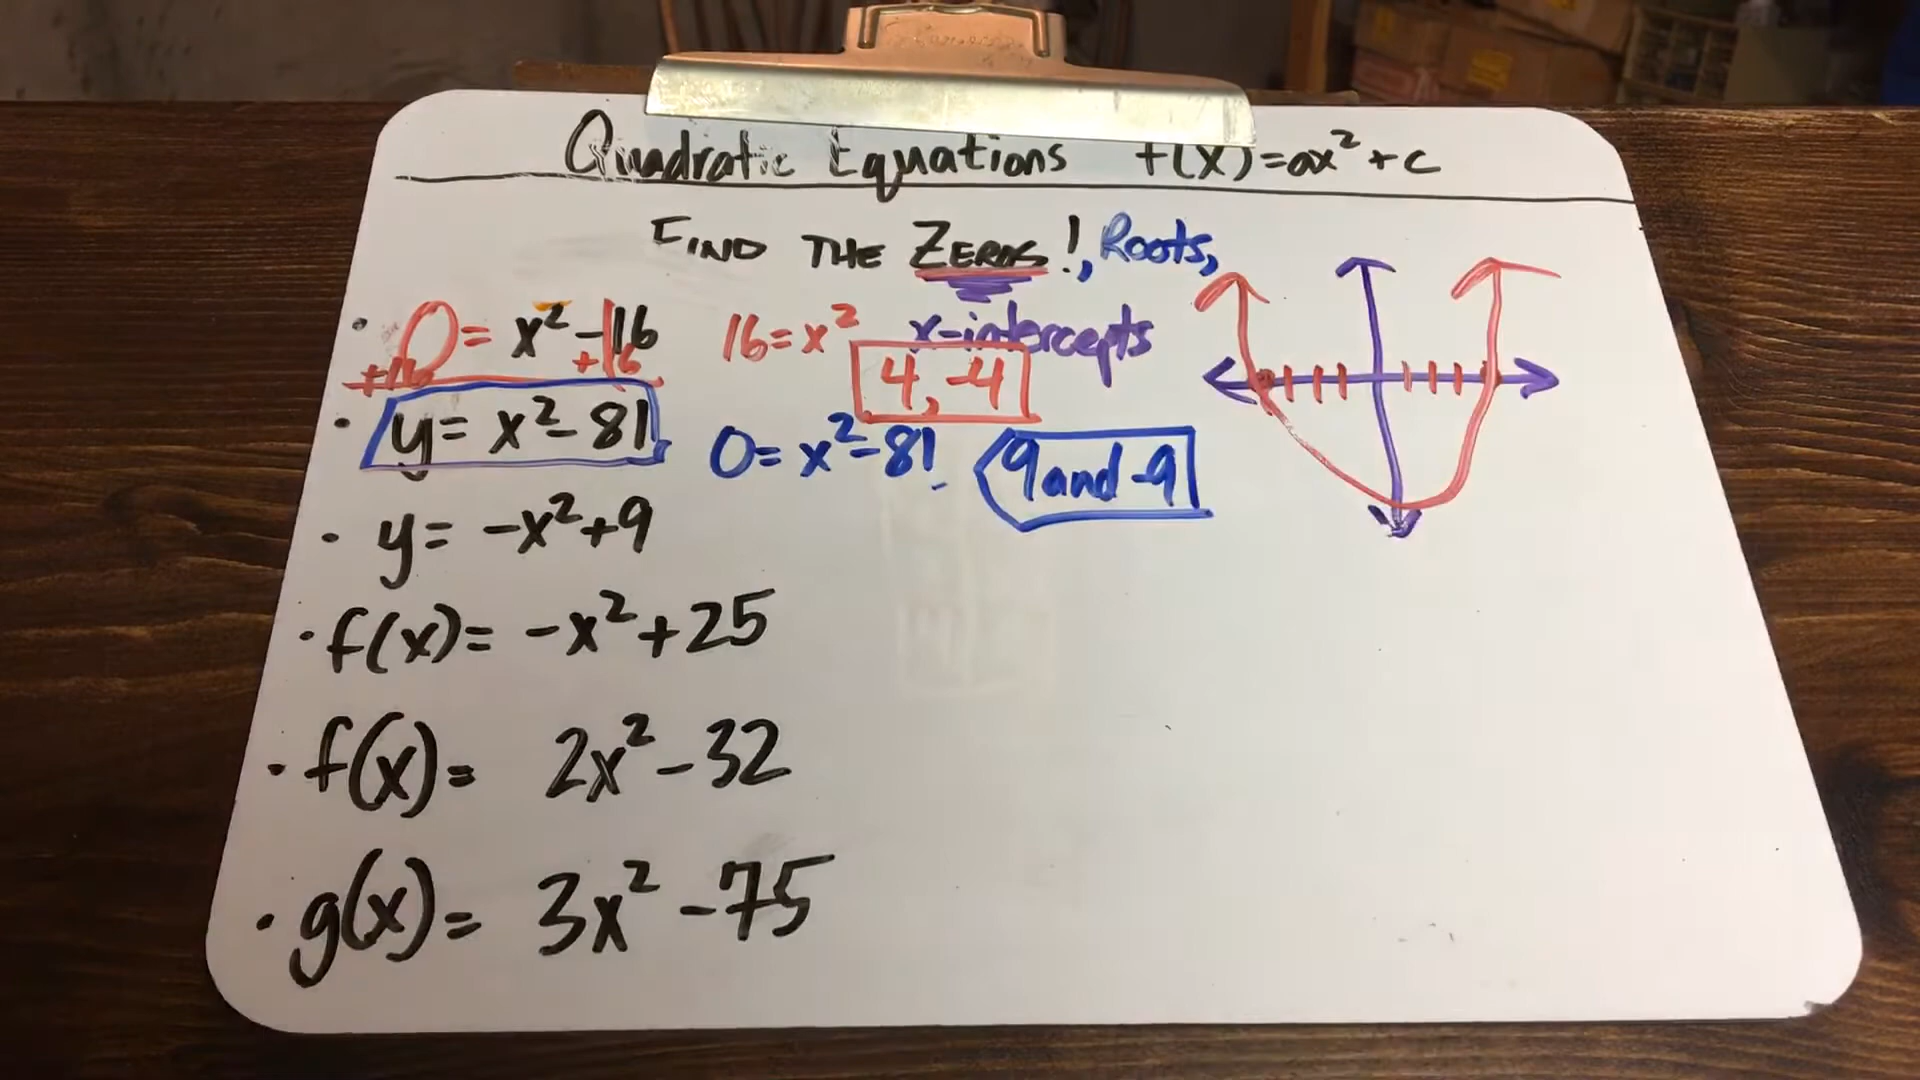 Quadratic Equations f(x)=ax²+c
FIND THE ZEROS!, Roots,
x-intercepts
• 0= x²-16 16=x²
+16 +16 4, -4
• y= x²-81 0= x²-81 9 and -9
• y= -x²+9
• f(x)= -x²+25
• f(x)= 2x²-32
• g(x)= 3x²-75